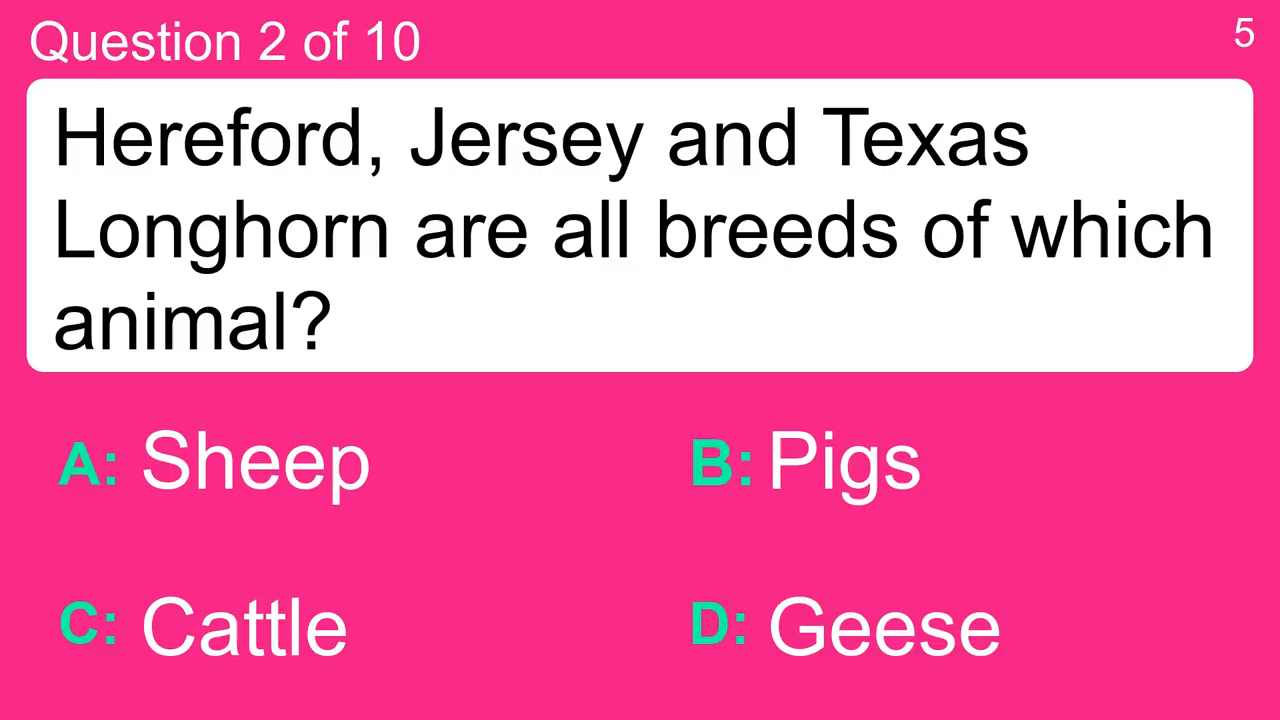 Question 2 of 10
5
Hereford, Jersey and Texas
Longhorn are all breeds of which
animal?
A: Sheep
B: Pigs
C: Cattle
D: Geese